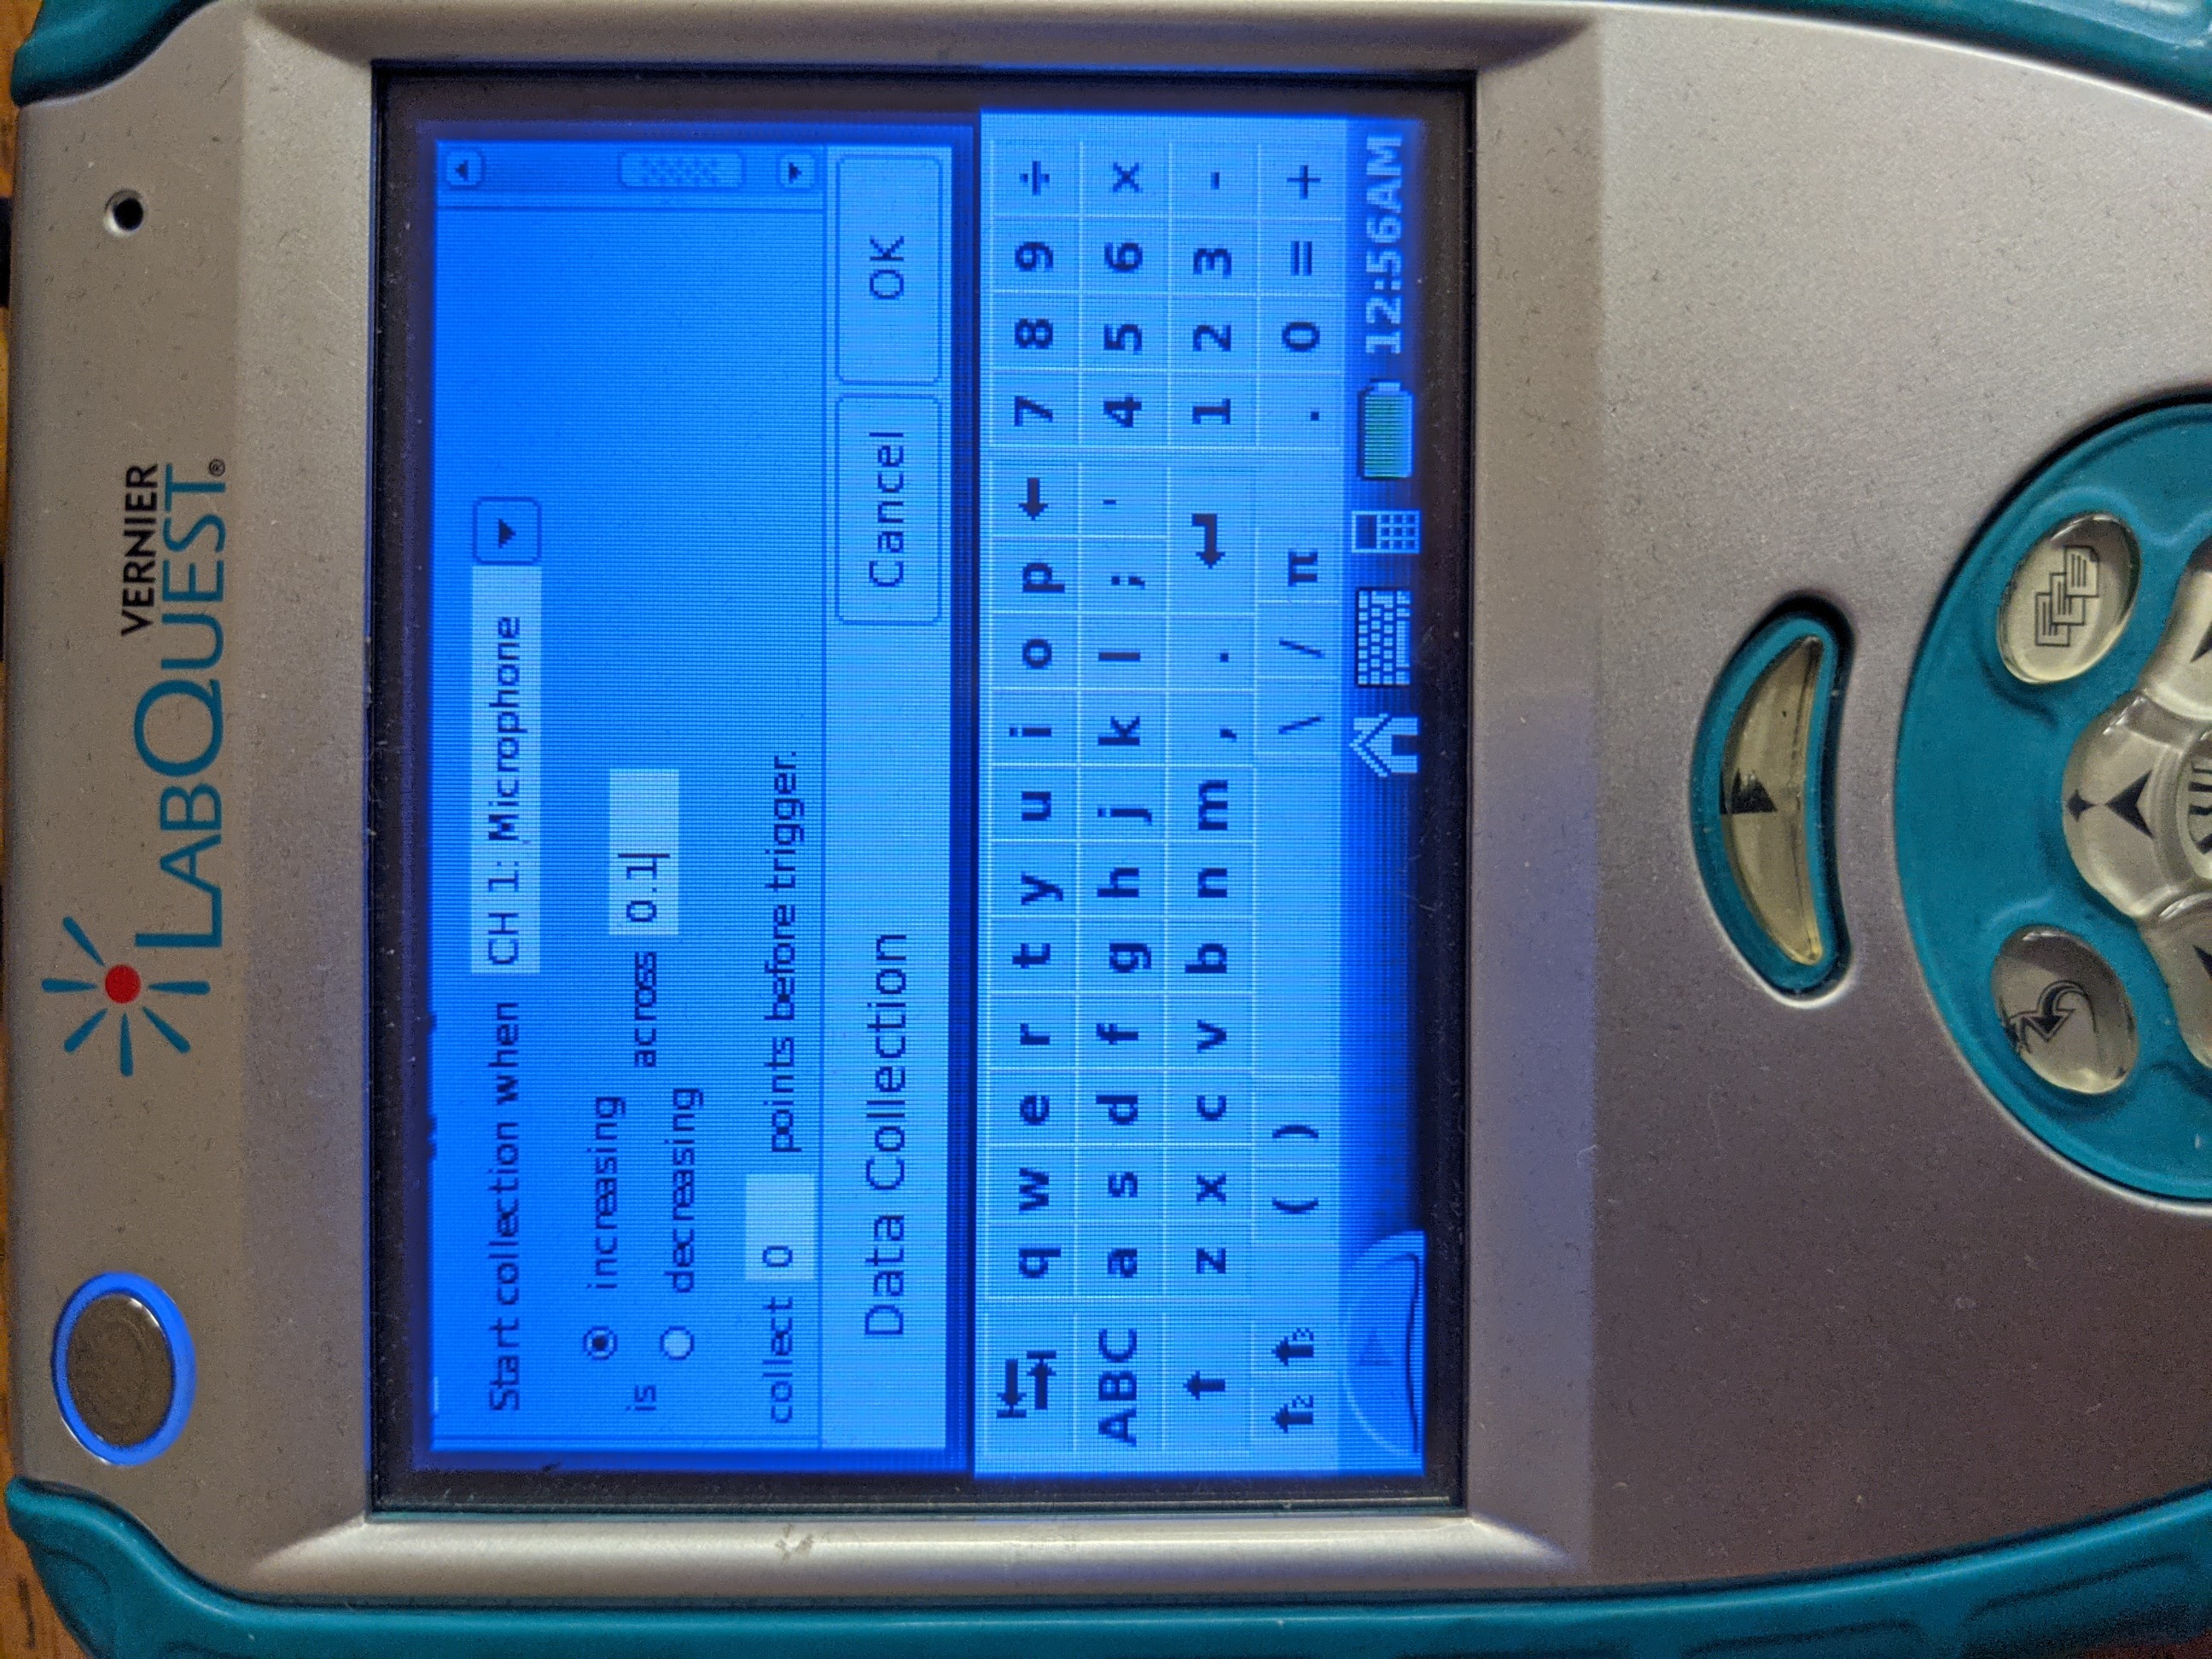 VERNIER
LABQUEST®
Start collection when CH 1: Microphone
increasing
is across 0.1
decreasing
collect 0 points before trigger.
Data Collection Cancel OK
q w e r t y u i o p 7 8 9 ÷
ABC a s d f g h j k l ; ' 4 5 6 x
z x c v b n m , . 1 2 3 -
( ) \ / π . 0 = +
12:56AM